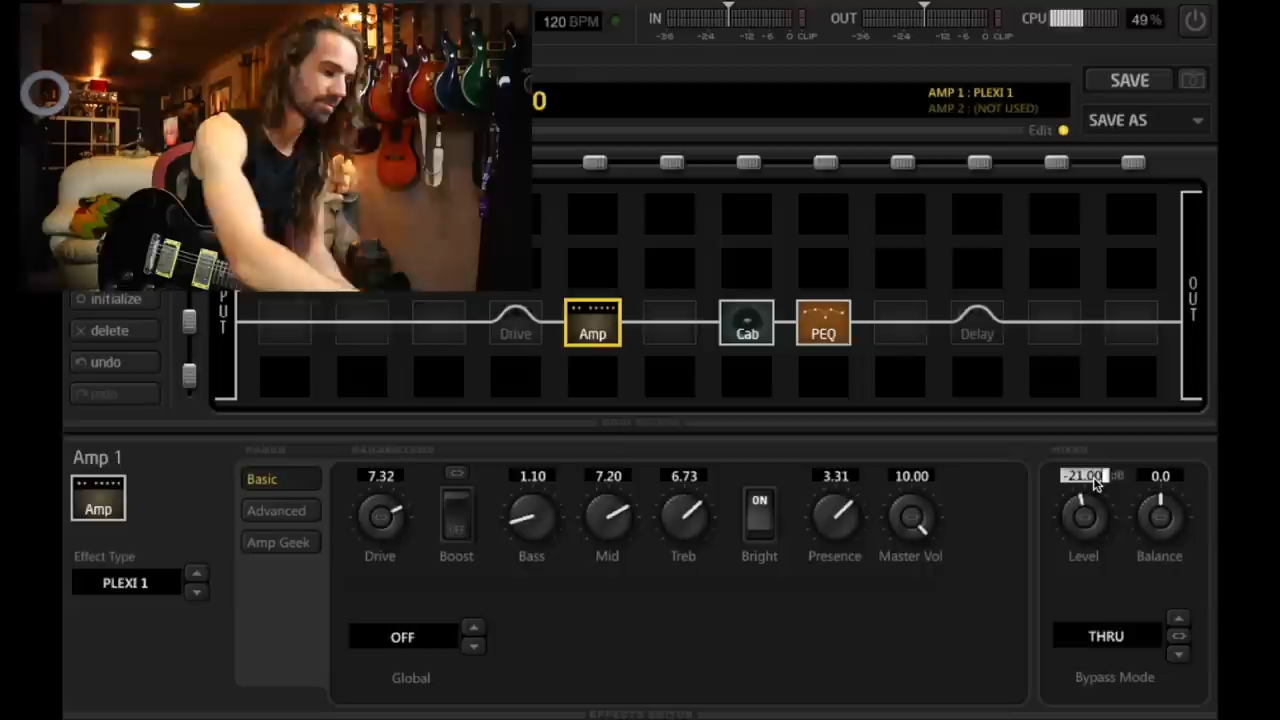 120 BPM IN OUT CPU 49 %
-36 -24 -12 -6 0 CLIP -36 -24 -12 -6 0 CLIP
0 AMP 1 : PLEXI 1 SAVE
AMP 2 : (NOT USED)
Edit SAVE AS
initialize
delete
undo
PUT
Drive Amp Cab PEQ Delay
OUT
Amp 1
Amp
Effect Type
PLEXI 1
Basic
Advanced
Amp Geek
7.32 1.10 7.20 6.73 3.31 10.00
OFF ON
Drive Boost Bass Mid Treb Bright Presence Master Vol
OFF
Global
-21.00 dB 0.0
Level Balance
THRU
Bypass Mode